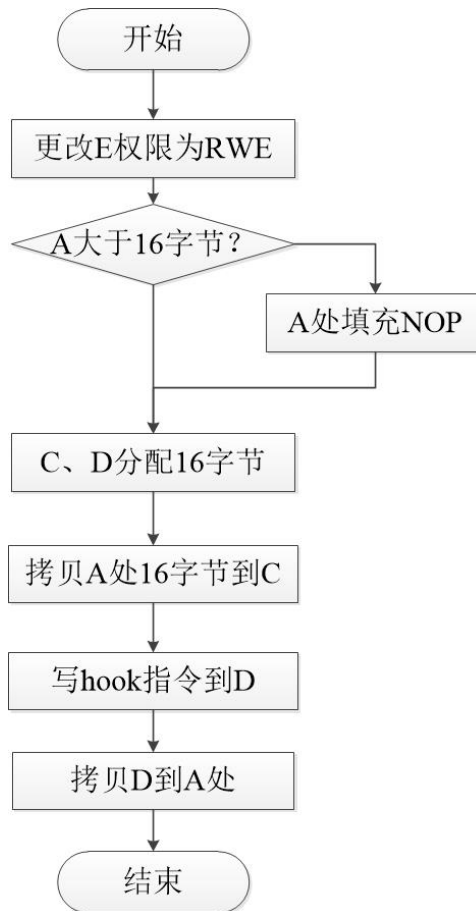 开始
更改E权限为RWE
A大于16字节？
A处填充NOP
C、D分配16字节
拷贝A处16字节到C
写hook指令到D
拷贝D到A处
结束